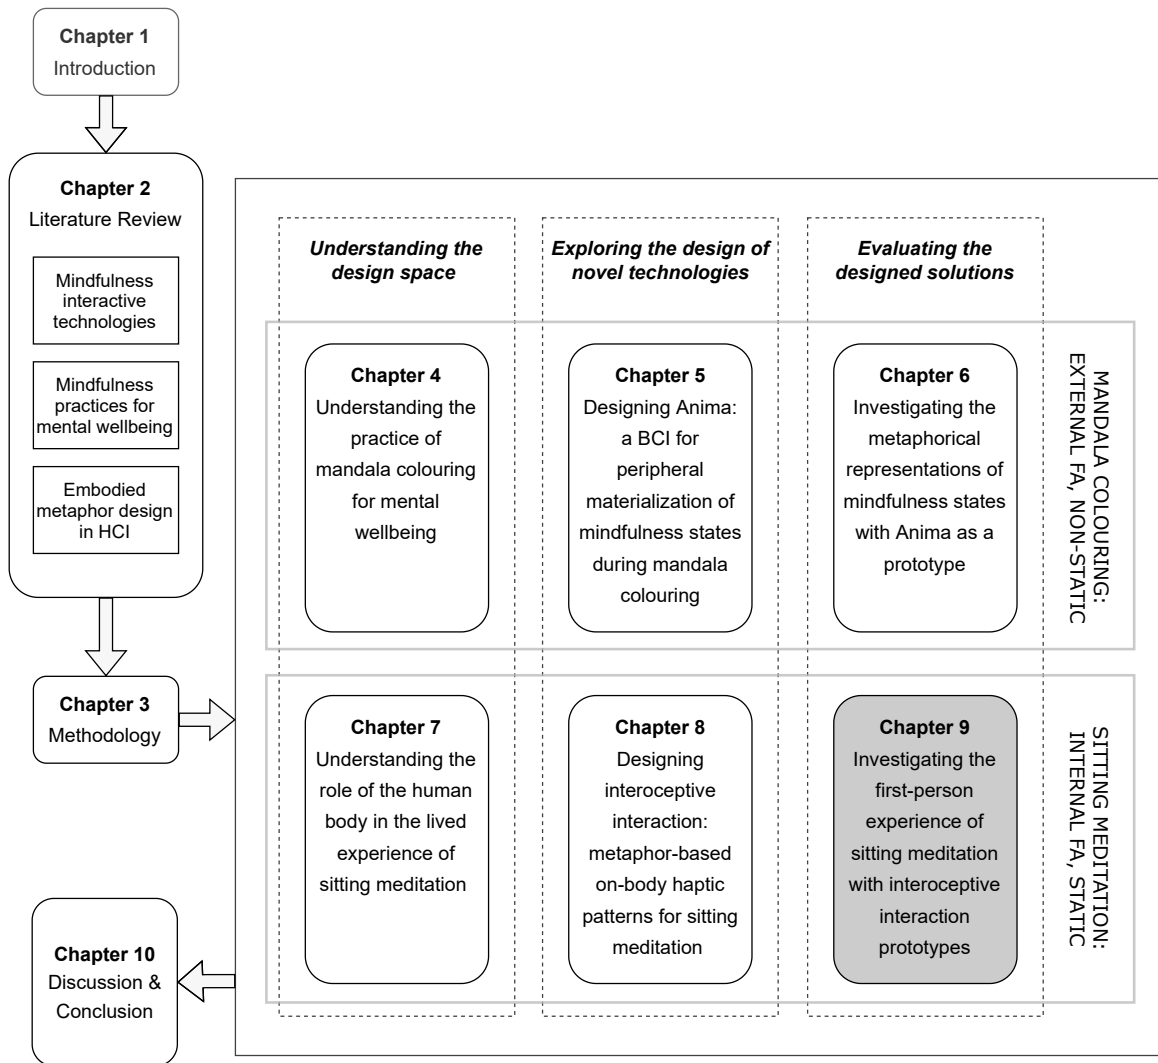 Chapter 1
Introduction
Chapter 2
Literature Review
Mindfulness
interactive
technologies
Mindfulness
practices for
mental wellbeing
Embodied
metaphor design
in HCI
Chapter 3
Methodology
Understanding the
design space
Exploring the design of
novel technologies
Evaluating the
designed solutions
Chapter 4
Understanding the
practice of
mandala colouring
for mental
wellbeing
Chapter 5
Designing Anima:
a BCI for
peripheral
materialization of
mindfulness states
during mandala
colouring
Chapter 6
Investigating the
metaphorical
representations of
mindfulness states
with Anima as a
prototype
MANDALA COLOURING:
EXTERNAL FA, NON-STATIC
Chapter 7
Understanding the
role of the human
body in the lived
experience of
sitting meditation
Chapter 8
Designing
interoceptive
interaction:
metaphor-based
on-body haptic
patterns for sitting
meditation
Chapter 9
Investigating the
first-person
experience of
sitting meditation
with interoceptive
interaction
prototypes
SITTING MEDITATION:
INTERNAL FA, STATIC
Chapter 10
Discussion &
Conclusion